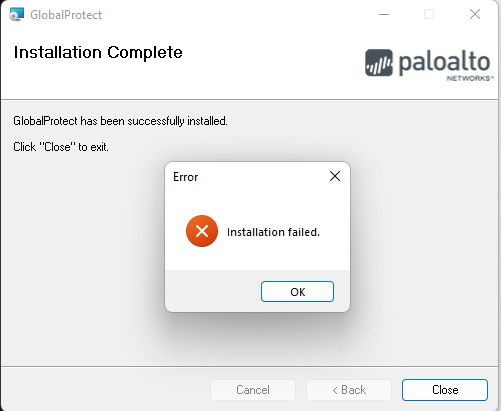 GlobalProtect
Installation Complete
paloalto
NETWORKS
GlobalProtect has been successfully installed.
Click "Close" to exit.
Error
Installation failed.
OK
Cancel
< Back
Close